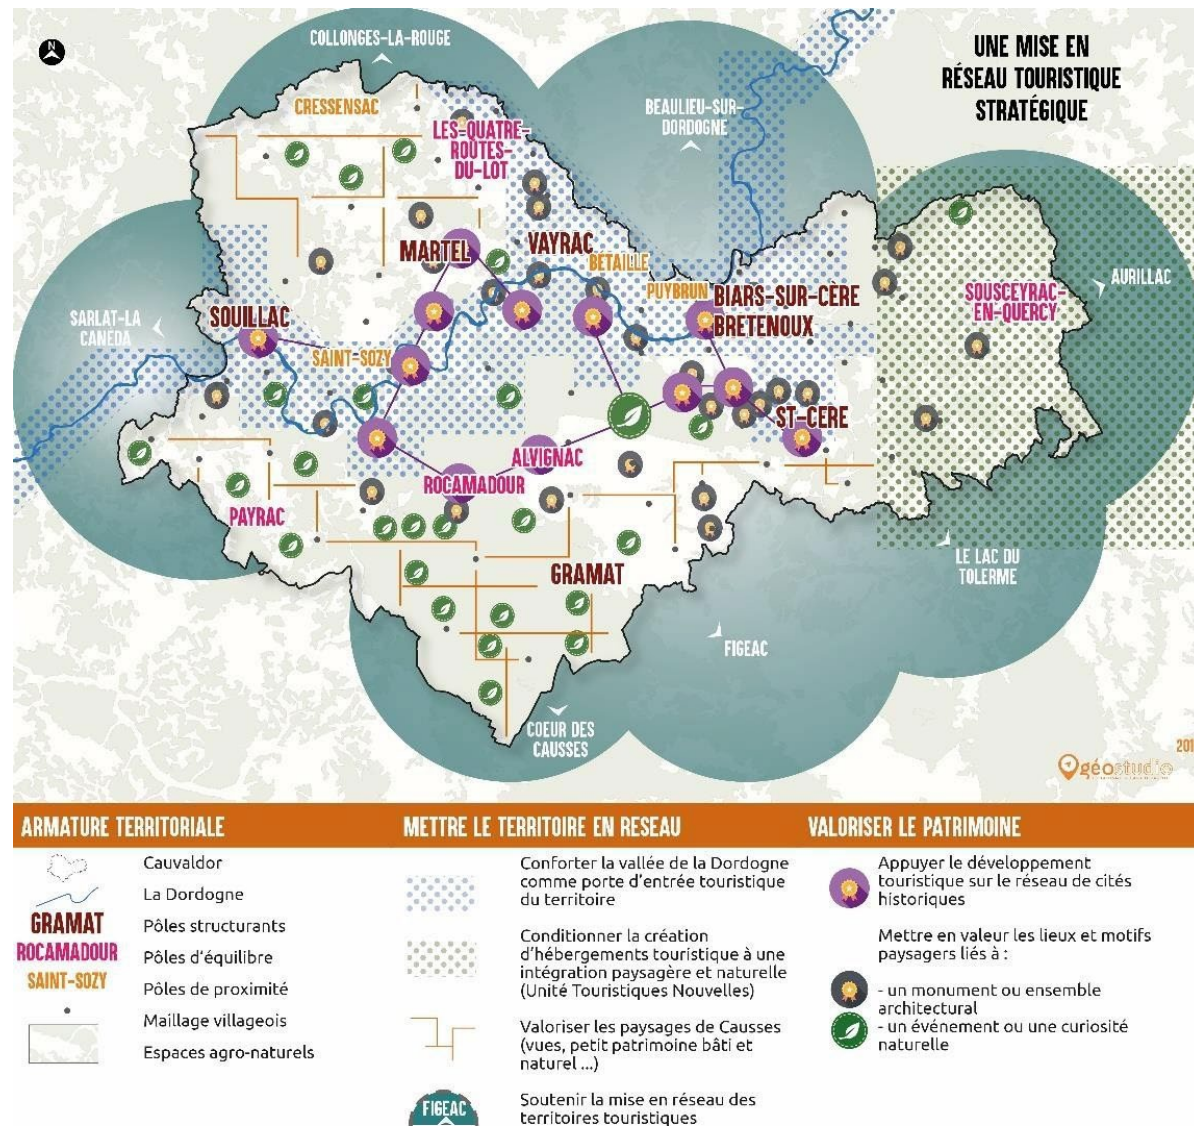 N
UNE MISE EN
RÉSEAU TOURISTIQUE
STRATÉGIQUE
COLLONGES-LA-ROUGE
CRESSENSAC
LES-QUATRE-
ROUTES-
DU-LOT
BEAULIEU-SUR-
DORDOGNE
MARTEL
VAYRAC
BETAILLE
PUYBRUN
BIARS-SUR-CÈRE
BRETENOUX
SOUSCEYRAC-
EN-QUERCY
AURILLAC
SARLAT-LA
CANÉDA
SOUILLAC
SAINT-SOZY
ST-CERE
ALVIGNAC
ROCAMADOUR
PAYRAC
GRAMAT
LE LAC DU
TOLERME
FIGEAC
COEUR DES
CAUSSES
201
géostudio
ARMATURE TERRITORIALE
Cauvaldor
La Dordogne
GRAMAT Pôles structurants
ROCAMADOUR Pôles d'équilibre
SAINT-SOZY Pôles de proximité
Maillage villageois
Espaces agro-naturels
METTRE LE TERRITOIRE EN RESEAU
Conforter la vallée de la Dordogne
comme porte d'entrée touristique
du territoire
Conditionner la création
d'hébergements touristique à une
intégration paysagère et naturelle
(Unité Touristiques Nouvelles)
Valoriser les paysages de Causses
(vues, petit patrimoine bâti et
naturel ...)
FIGEAC
Soutenir la mise en réseau des
territoires touristiques
VALORISER LE PATRIMOINE
Appuyer le développement
touristique sur le réseau de cités
historiques
Mettre en valeur les lieux et motifs
paysagers liés à :
- un monument ou ensemble
architectural
- un événement ou une curiosité
naturelle